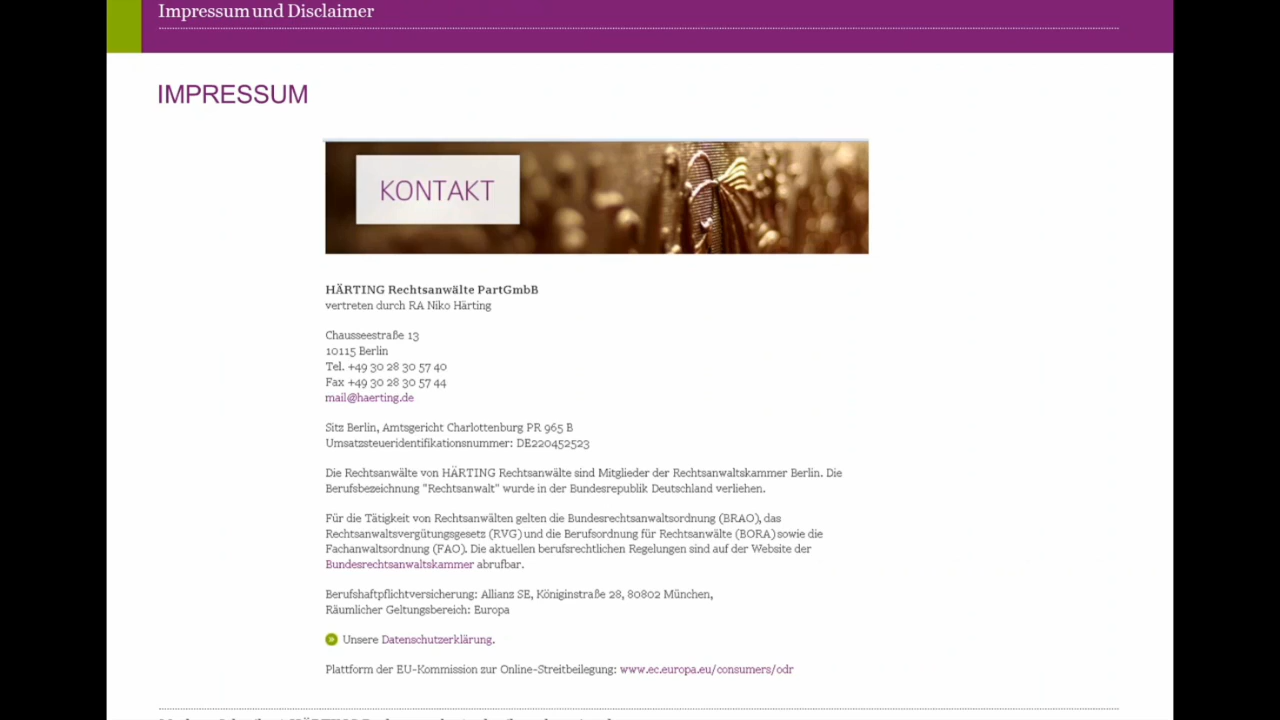 Impressum und Disclaimer
IMPRESSUM
KONTAKT
HÄRTING Rechtsanwälte PartGmbB
vertreten durch RA Niko Härting
Chausseestraße 13
10115 Berlin
Tel. +49 30 28 30 57 40
Fax +49 30 28 30 57 44
mail@haerting.de
Sitz Berlin, Amtsgericht Charlottenburg PR 965 B
Umsatzsteueridentifikationsnummer: DE220452523
Die Rechtsanwälte von HÄRTING Rechtsanwälte sind Mitglieder der Rechtsanwaltskammer Berlin. Die
Berufsbezeichnung "Rechtsanwalt" wurde in der Bundesrepublik Deutschland verliehen.
Für die Tätigkeit von Rechtsanwälten gelten die Bundesrechtsanwaltsordnung (BRAO), das
Rechtsanwaltsvergütungsgesetz (RVG) und die Berufsordnung für Rechtsanwälte (BORA) sowie die
Fachanwaltsordnung (FAO). Die aktuellen berufsrechtlichen Regelungen sind auf der Website der
Bundesrechtsanwaltskammer abrufbar.
Berufshaftpflichtversicherung: Allianz SE, Königinstraße 28, 80802 München,
Räumlicher Geltungsbereich: Europa
Unsere Datenschutzerklärung.
Plattform der EU-Kommission zur Online-Streitbeilegung: www.ec.europa.eu/consumers/odr